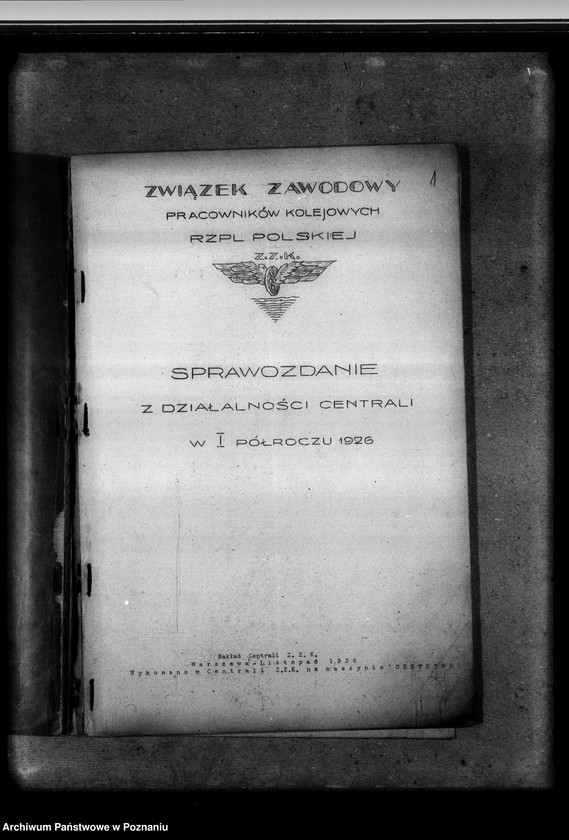 1
ZWIĄZEK ZAWODOWY
PRACOWNIKÓW KOLEJOWYCH
RZPL POLSKIEJ
Z.Z.K.
SPRAWOZDANIE
Z DZIAŁALNOŚCI CENTRALI
W I PÓŁROCZU 1926
Nakład Centrali Z. Z. K.
Warszawa-Listopad 1926
Wykonano w Centrali Z.Z.K. na maszynie
Archiwum Państwowe w Poznaniu